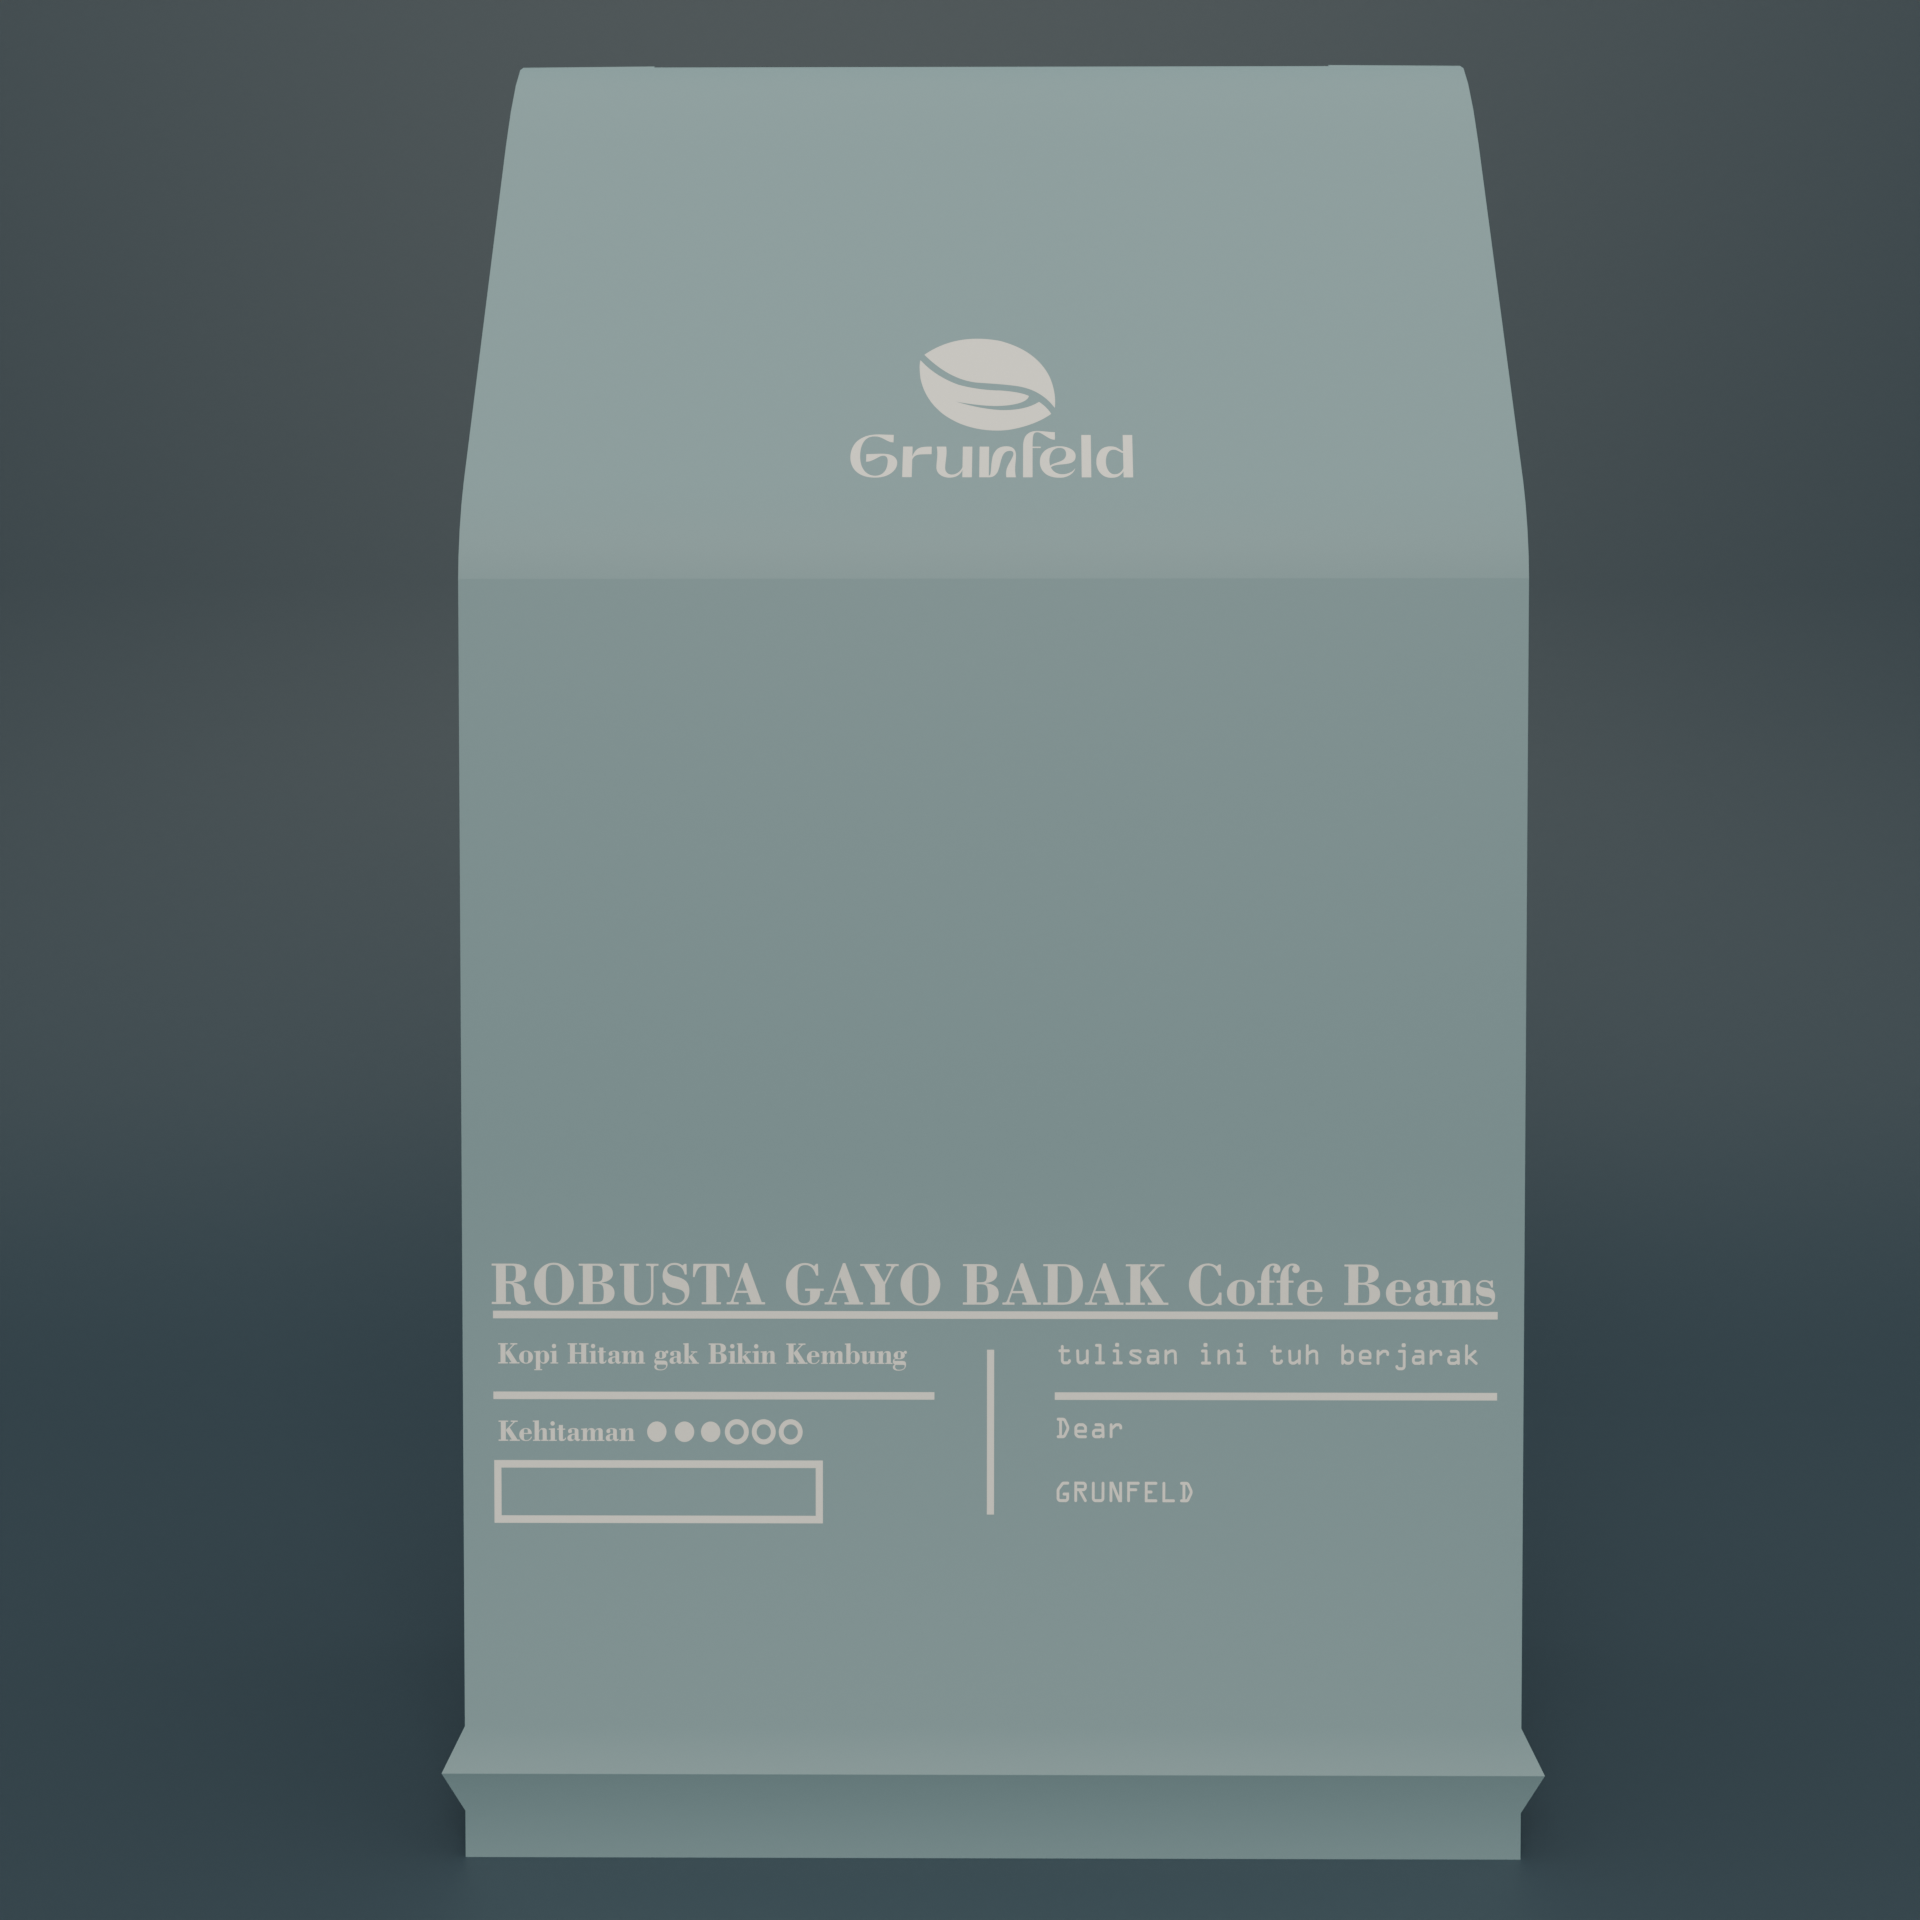 Grunfeld
ROBUSTA GAYO BADAK Coffe Beans
Kopi Hitam gak Bikin Kembung
Kehitaman
tulisan ini tuh berjarak
Dear
GRUNFELD